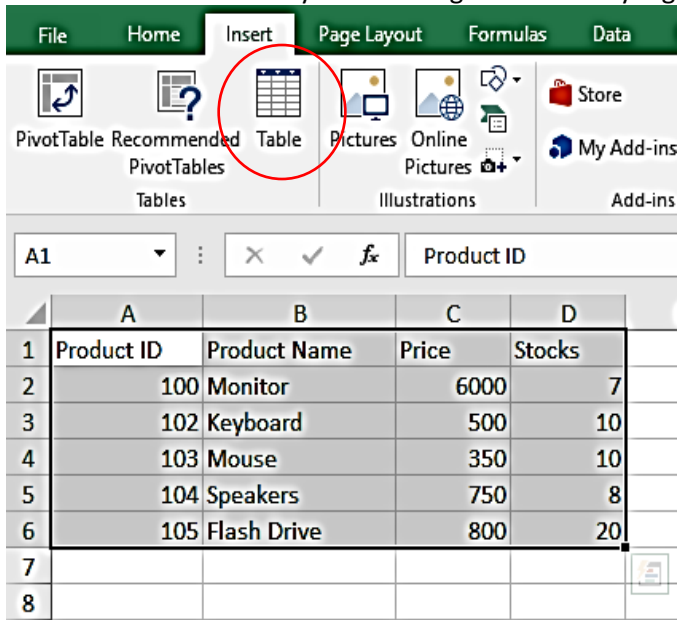 File Home Insert Page Layout Formulas Data
Store
PivotTable Recommended Table Pictures Online My Add-ins
PivotTables Pictures
Tables Illustrations Add-ins
A1 fx Product ID
A B C D
1 Product ID Product Name Price Stocks
2 100 Monitor 6000 7
3 102 Keyboard 500 10
4 103 Mouse 350 10
5 104 Speakers 750 8
6 105 Flash Drive 800 20
7
8